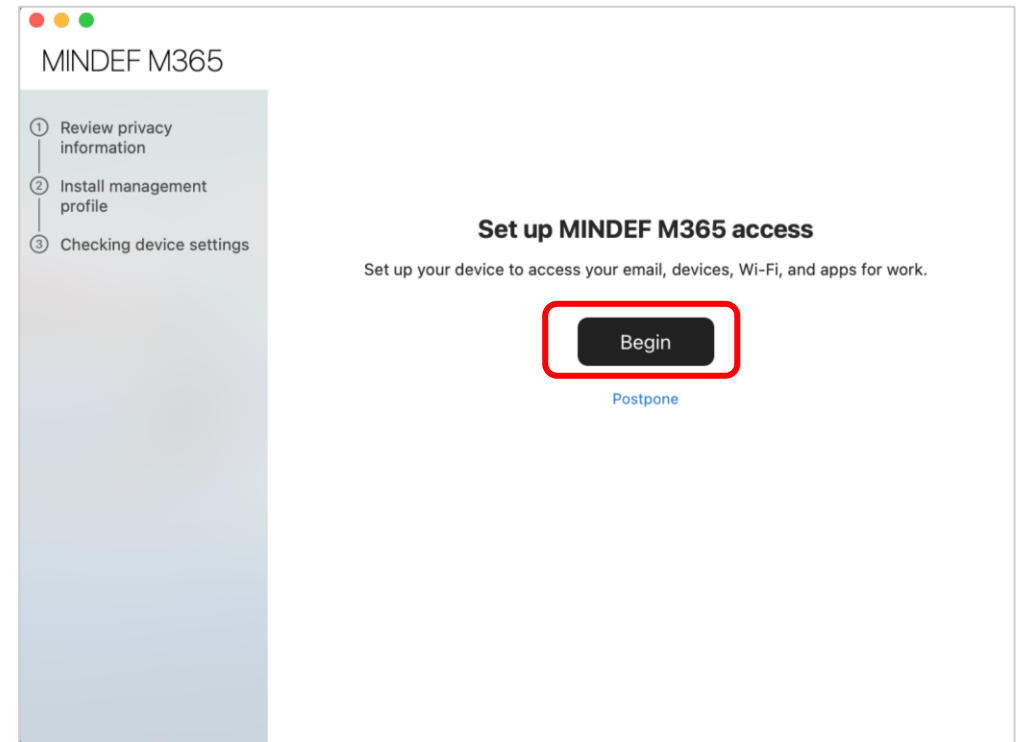 MINDEF M365
1 Review privacy
information
2 Install management
profile
3 Checking device settings
Set up MINDEF M365 access
Set up your device to access your email, devices, Wi-Fi, and apps for work.
Begin
Postpone